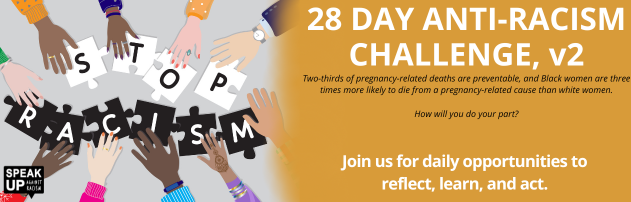 STOP
RACISM
SPEAK
UP AGAINST
RACISM
28 DAY ANTI-RACISM
CHALLENGE, v2
Two-thirds of pregnancy-related deaths are preventable, and Black women are three
times more likely to die from a pregnancy-related cause than white women.
How will you do your part?
Join us for daily opportunities to
reflect, learn, and act.